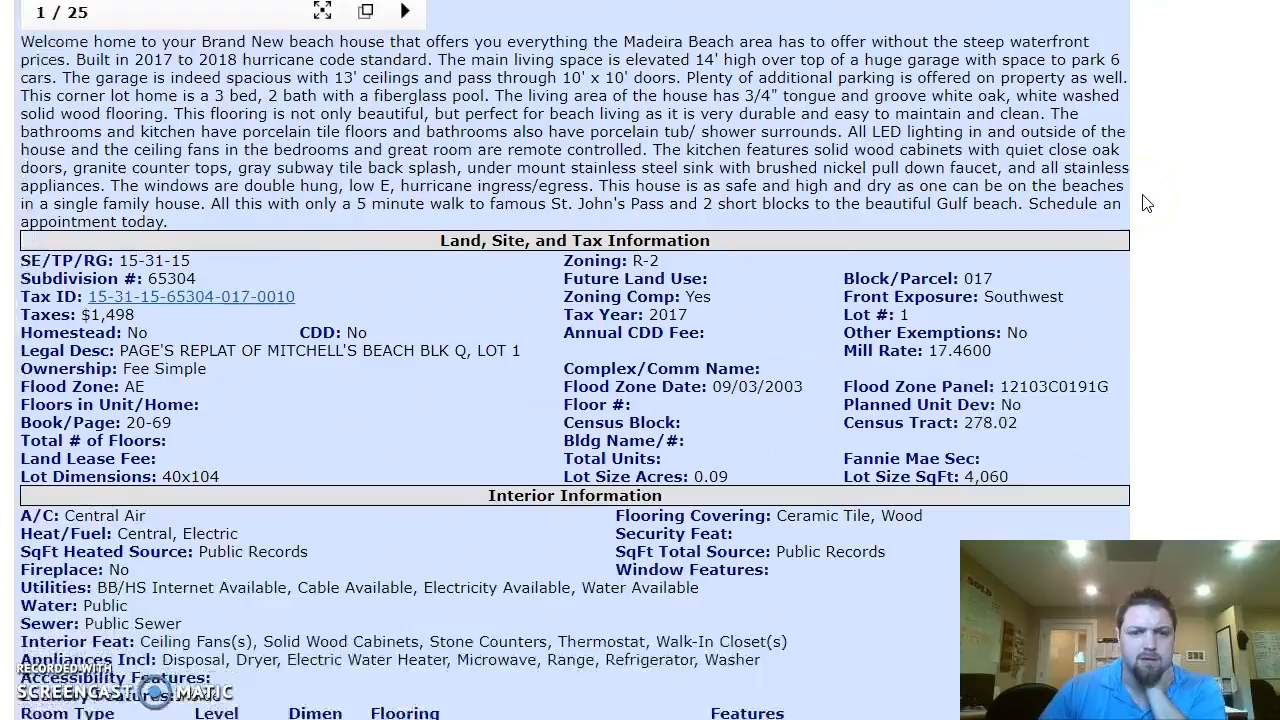 1 / 25
Welcome home to your Brand New beach house that offers you everything the Madeira Beach area has to offer without the steep waterfront
prices. Built in 2017 to 2018 hurricane code standard. The main living space is elevated 14' high over top of a huge garage with space to park 6
cars. The garage is indeed spacious with 13' ceilings and pass through 10' x 10' doors. Plenty of additional parking is offered on property as well.
This corner lot home is a 3 bed, 2 bath with a fiberglass pool. The living area of the house has 3/4" tongue and groove white oak, white washed
solid wood flooring. This flooring is not only beautiful, but perfect for beach living as it is very durable and easy to maintain and clean. The
bathrooms and kitchen have porcelain tile floors and bathrooms also have porcelain tub/ shower surrounds. All LED lighting in and outside of the
house and the ceiling fans in the bedrooms and great room are remote controlled. The kitchen features solid wood cabinets with quiet close oak
doors, granite counter tops, gray subway tile back splash, under mount stainless steel sink with brushed nickel pull down faucet, and all stainless
appliances. The windows are double hung, low E, hurricane ingress/egress. This house is as safe and high and dry as one can be on the beaches
in a single family house. All this with only a 5 minute walk to famous St. John's Pass and 2 short blocks to the beautiful Gulf beach. Schedule an
appointment today.
Land, Site, and Tax Information
SE/TP/RG: 15-31-15 Zoning: R-2
Subdivision #: 65304 Future Land Use: Block/Parcel: 017
Tax ID: 15-31-15-65304-017-0010 Zoning Comp: Yes Front Exposure: Southwest
Taxes: $1,498 Tax Year: 2017 Lot #: 1
Homestead: No CDD: No Annual CDD Fee: Other Exemptions: No
Legal Desc: PAGE'S REPLAT OF MITCHELL'S BEACH BLK Q, LOT 1 Mill Rate: 17.4600
Ownership: Fee Simple Complex/Comm Name:
Flood Zone: AE Flood Zone Date: 09/03/2003 Flood Zone Panel: 12103C0191G
Floors in Unit/Home: Floor #: Planned Unit Dev: No
Book/Page: 20-69 Census Block: Census Tract: 278.02
Total # of Floors: Bldg Name/#:
Land Lease Fee: Total Units: Fannie Mae Sec:
Lot Dimensions: 40x104 Lot Size Acres: 0.09 Lot Size SqFt: 4,060
Interior Information
A/C: Central Air Flooring Covering: Ceramic Tile, Wood
Heat/Fuel: Central, Electric Security Feat:
SqFt Heated Source: Public Records SqFt Total Source: Public Records
Fireplace: No Window Features:
Utilities: BB/HS Internet Available, Cable Available, Electricity Available, Water Available
Water: Public
Sewer: Public Sewer
Interior Feat: Ceiling Fans(s), Solid Wood Cabinets, Stone Counters, Thermostat, Walk-In Closet(s)
Appliances Incl: Disposal, Dryer, Electric Water Heater, Microwave, Range, Refrigerator, Washer
RECORDED WITH
Accessibility Features:
SCREENCAST MATIC
Room Type Level Dimen Flooring Features